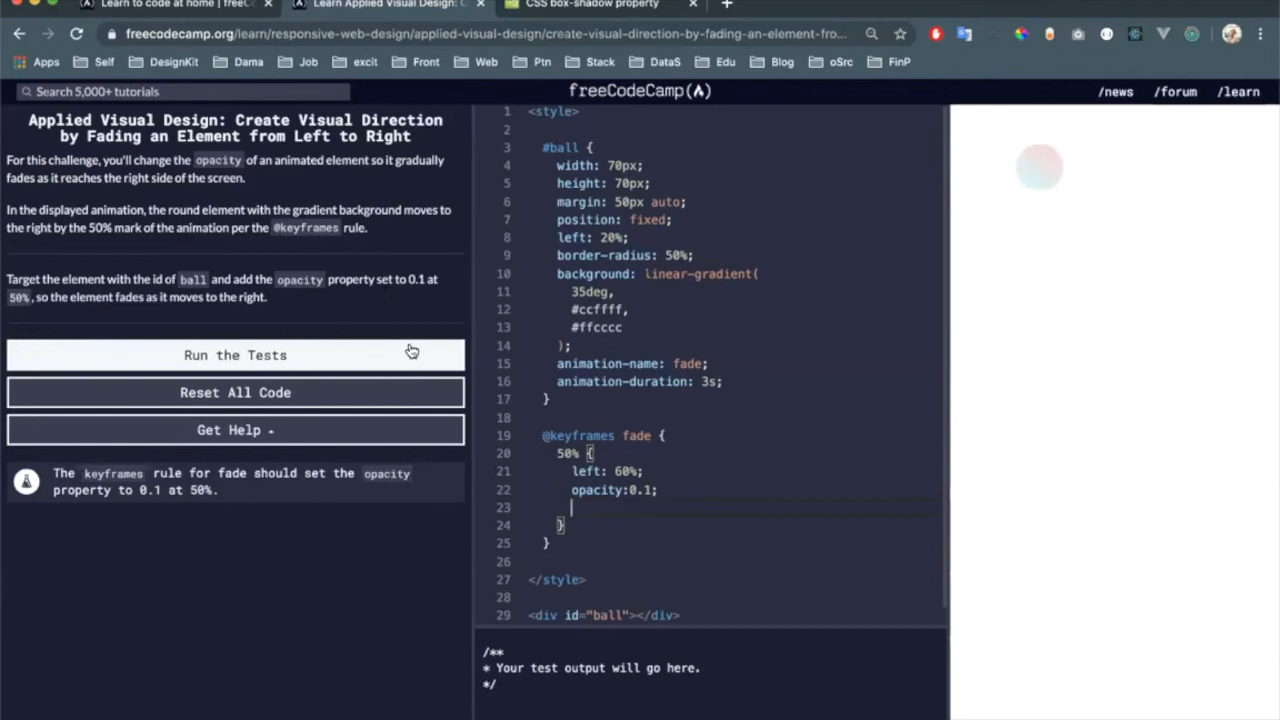 Learn to code at home | freeC
Learn Applied Visual Design: C
CSS box-shadow property
freecodecamp.org/learn/responsive-web-design/applied-visual-design/create-visual-direction-by-fading-an-element-fro...
Apps Self DesignKit Dama Job excit Front Web Ptn Stack DataS Edu Blog oSrc FinP
Search 5,000+ tutorials
freeCodeCamp(🔥)
/news /forum /learn
Applied Visual Design: Create Visual Direction
by Fading an Element from Left to Right
For this challenge, you'll change the opacity of an animated element so it gradually
fades as it reaches the right side of the screen.
In the displayed animation, the round element with the gradient background moves to
the right by the 50% mark of the animation per the @keyframes rule.
Target the element with the id of ball and add the opacity property set to 0.1 at
50%, so the element fades as it moves to the right.
Run the Tests
Reset All Code
Get Help
The keyframes rule for fade should set the opacity
property to 0.1 at 50%.
1 <style>
2
3 #ball {
4 width: 70px;
5 height: 70px;
6 margin: 50px auto;
7 position: fixed;
8 left: 20%;
9 border-radius: 50%;
10 background: linear-gradient(
11 35deg,
12 #ccffff,
13 #ffcccc
14 );
15 animation-name: fade;
16 animation-duration: 3s;
17 }
18
19 @keyframes fade {
20 50% {
21 left: 60%;
22 opacity:0.1;
23
24 }
25 }
26
27 </style>
28
29 <div id="ball"></div>
/**
* Your test output will go here.
*/